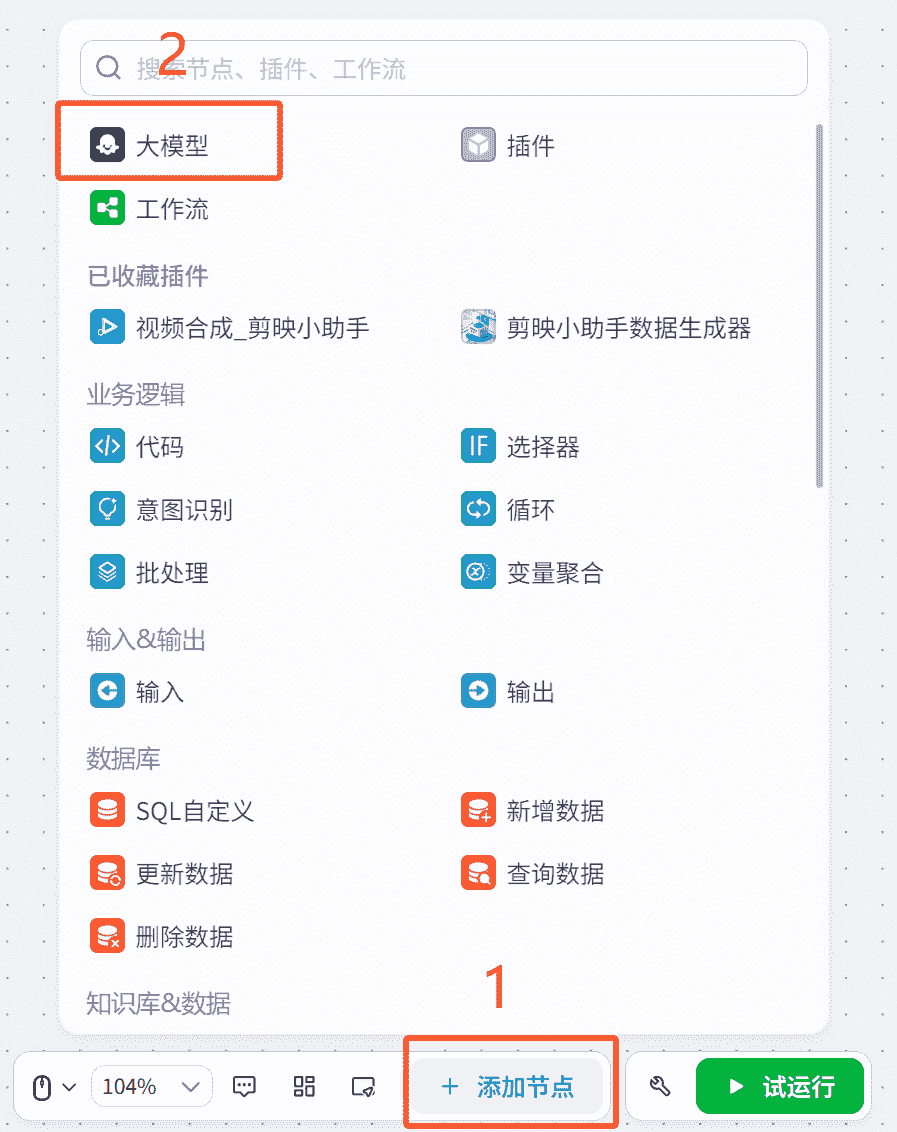 2
搜索节点、插件、工作流
大模型 插件
工作流
已收藏插件
视频合成_剪映小助手 剪映小助手数据生成器
业务逻辑
代码 IF 选择器
意图识别 循环
批处理 变量聚合
输入&输出
输入 输出
数据库
SQL自定义 新增数据
更新数据 查询数据
删除数据
知识库&数据
1
104% + 添加节点 试运行